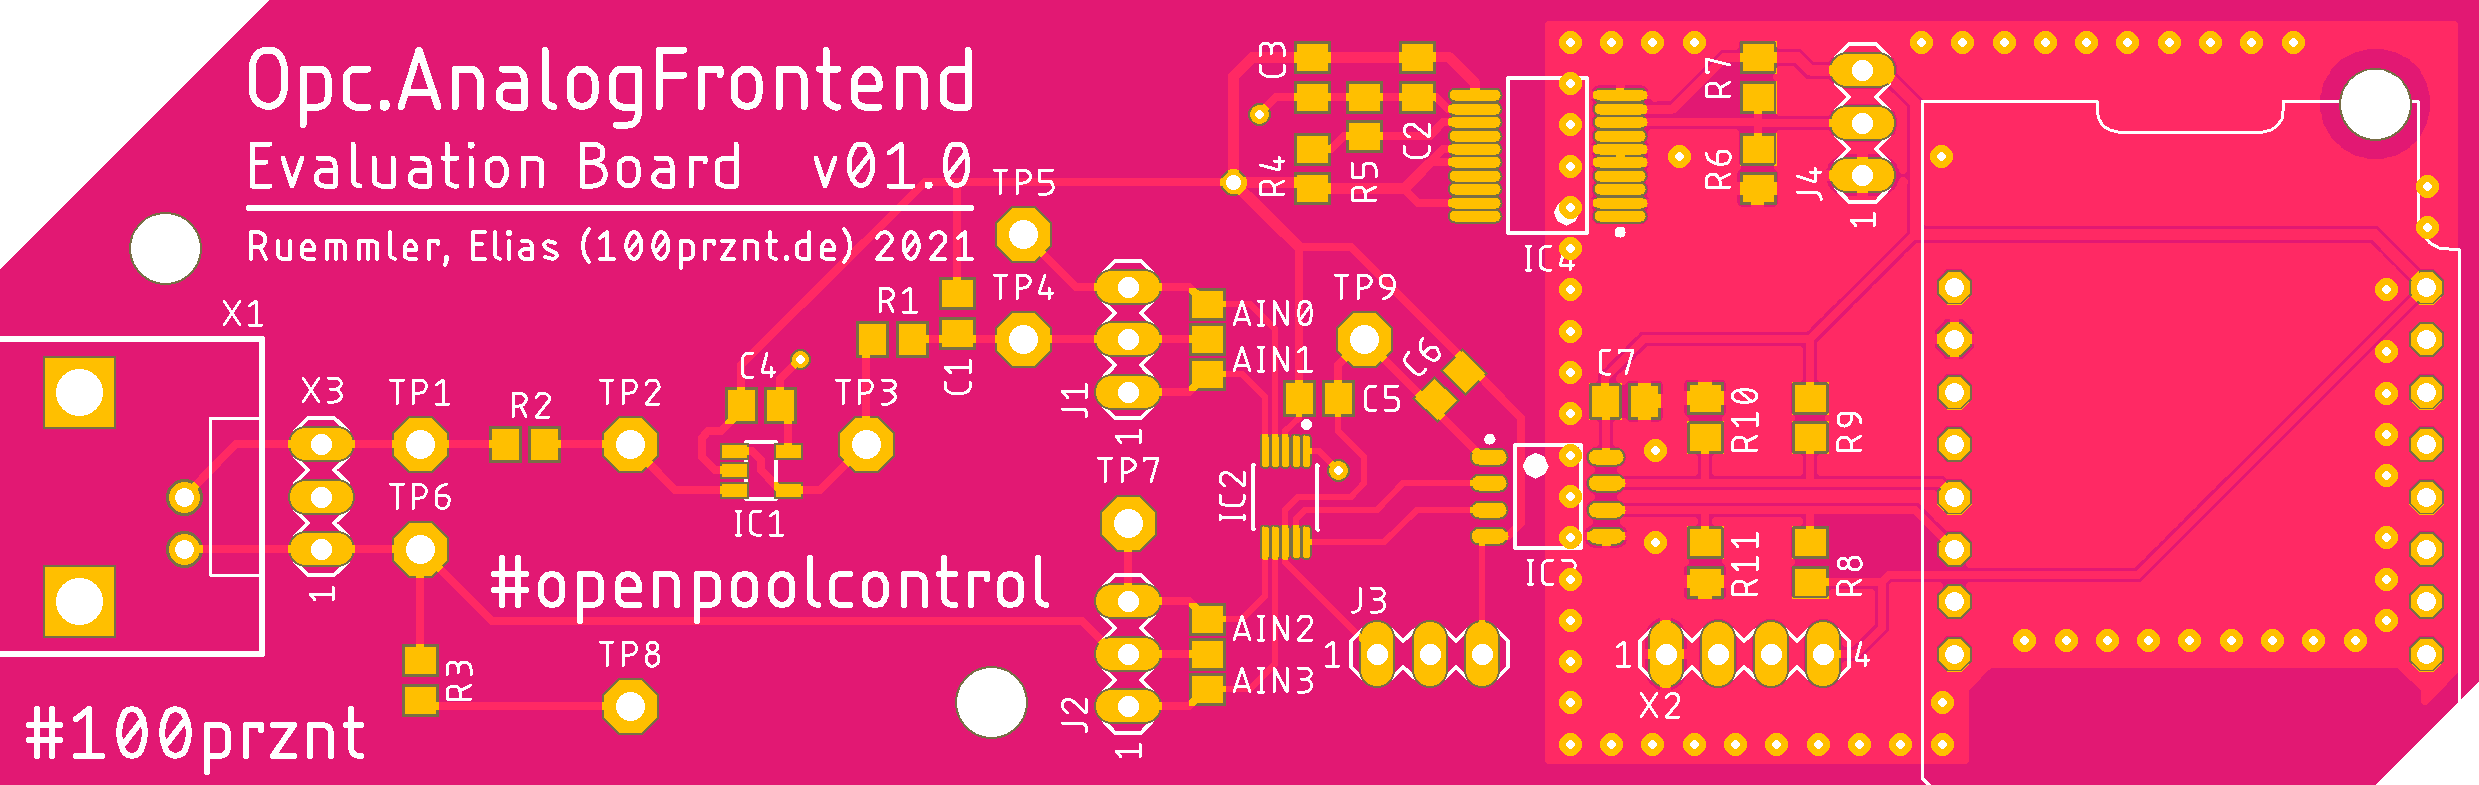 Opc.AnalogFrontend
Evaluation Board v01.0
Ruemmler, Elias (100prznt.de) 2021
X1
X3
1
TP1
TP6
R2
TP2
R3
TP8
#100prznt
#openpoolcontrol
C4
IC1
TP3
R1
C1
TP5
TP4
J1
1
AIN0
AIN1
TP7
J2
1
AIN2
AIN3
C3
R4
R5
C2
TP9
C5
C6
IC2
J3
1
IC4
IC3
R7
R6
J4
1
C7
R10
R9
R11
R8
1
4
X2